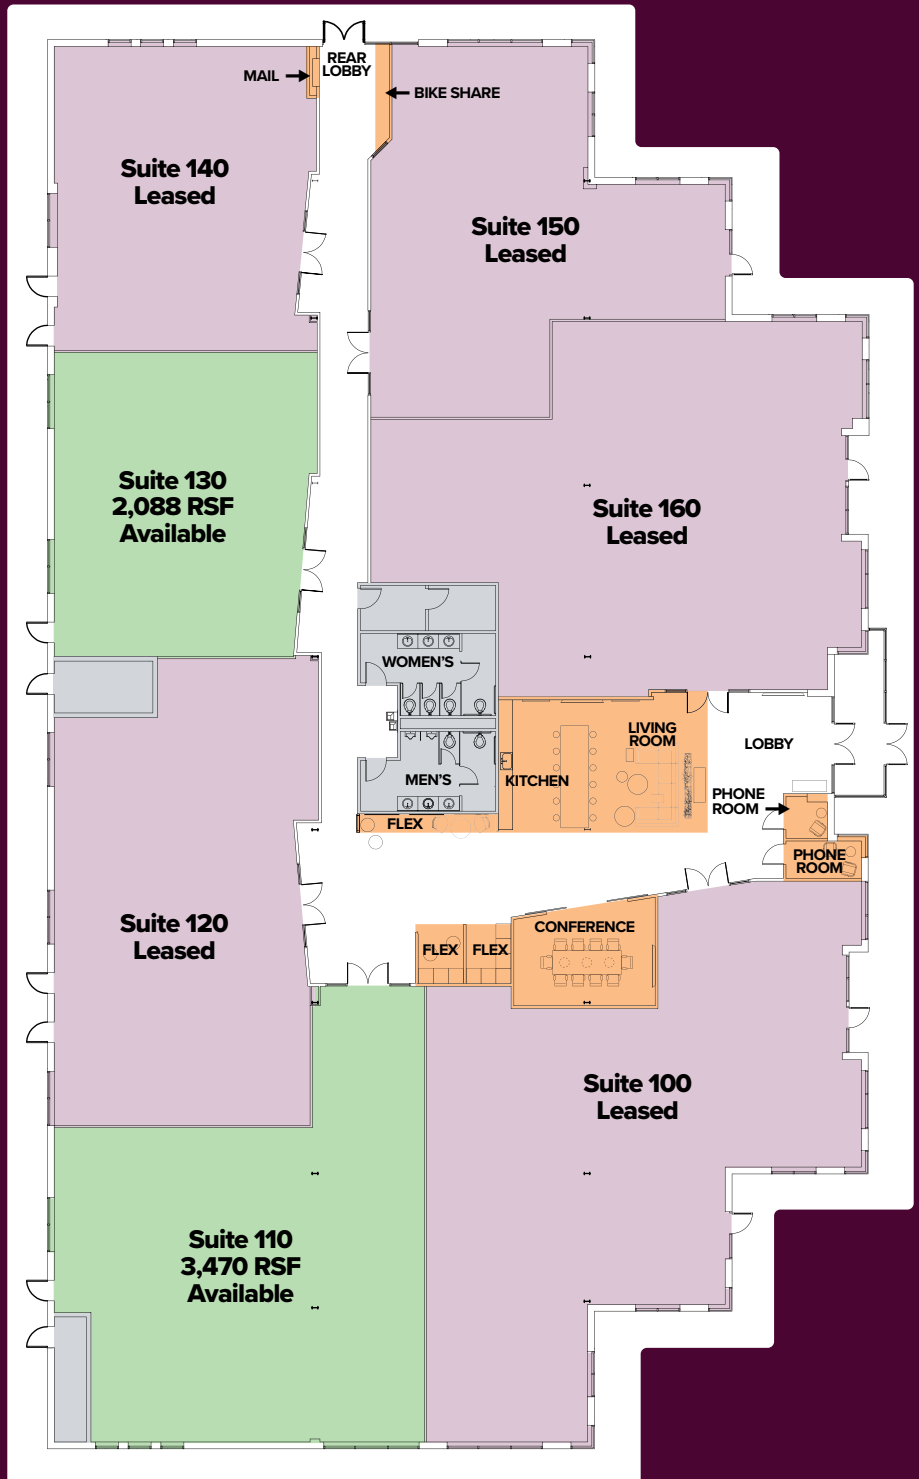 REAR
LOBBY
MAIL
BIKE SHARE
Suite 140
Leased
Suite 150
Leased
Suite 130
2,088 RSF
Available
Suite 160
Leased
WOMEN'S
LIVING
ROOM
LOBBY
MEN'S
KITCHEN
PHONE
ROOM
FLEX
PHONE
ROOM
Suite 120
Leased
CONFERENCE
FLEX
FLEX
Suite 100
Leased
Suite 110
3,470 RSF
Available